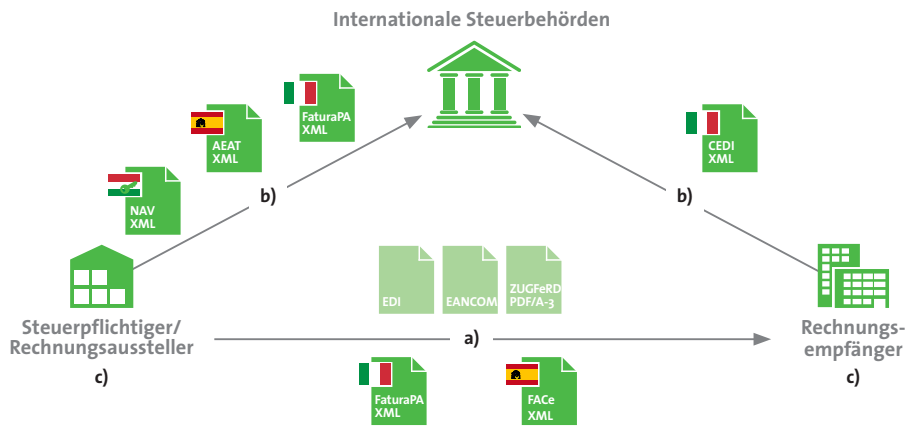 Internationale Steuerbehörden
FaturaPA
XML
AEAT
XML
NAV
XML
CEDI
XML
b)
b)
EDI
EANCOM
ZUGFeRD
PDF/A-3
Steuerpflichtiger/
Rechnungsaussteller
c)
a)
Rechnungs-
empfänger
c)
FaturaPA
XML
FACe
XML